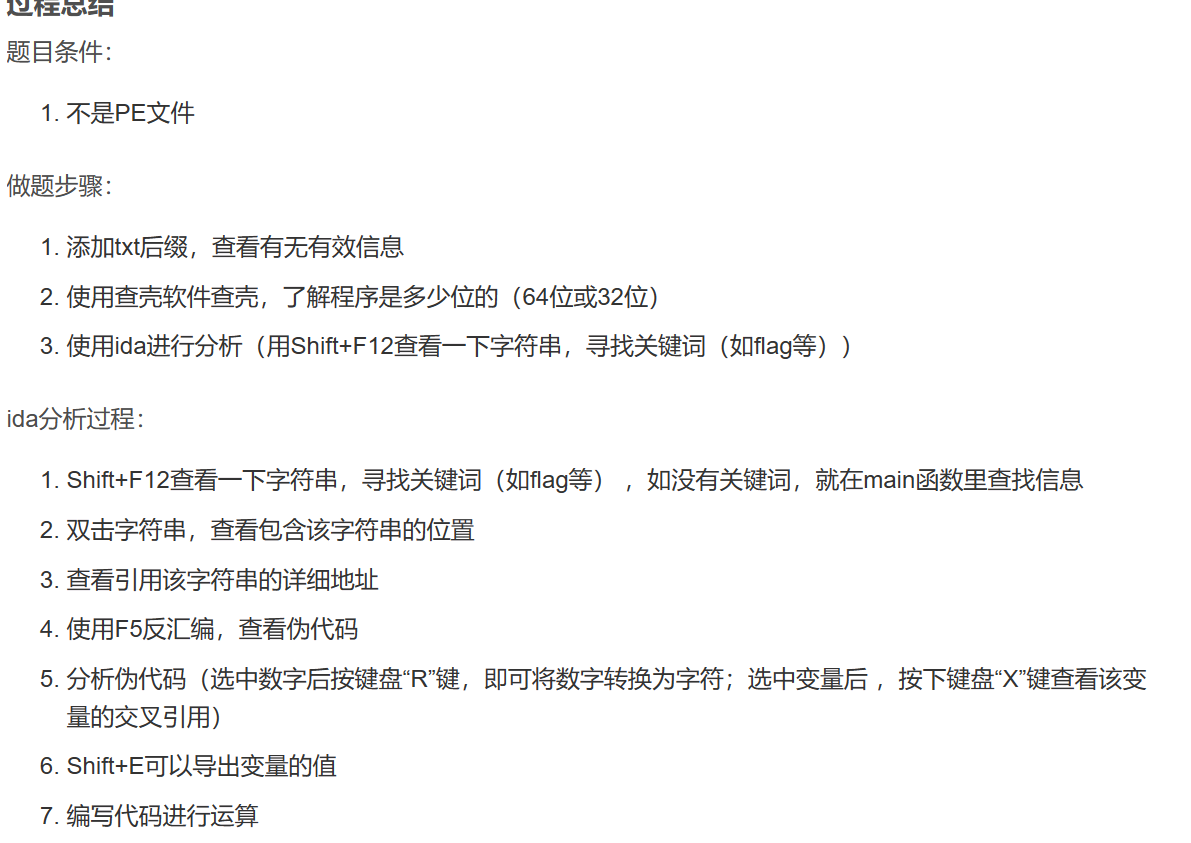 过程总结
题目条件：
1. 不是PE文件
做题步骤：
1. 添加txt后缀，查看有无有效信息
2. 使用查壳软件查壳，了解程序是多少位的（64位或32位）
3. 使用ida进行分析（用Shift+F12查看一下字符串，寻找关键词（如flag等））
ida分析过程：
1. Shift+F12查看一下字符串，寻找关键词（如flag等） ，如没有关键词，就在main函数里查找信息
2. 双击字符串，查看包含该字符串的位置
3. 查看引用该字符串的详细地址
4. 使用F5反汇编，查看伪代码
5. 分析伪代码（选中数字后按键盘“R”键，即可将数字转换为字符；选中变量后 ，按下键盘“X”键查看该变
量的交叉引用）
6. Shift+E可以导出变量的值
7. 编写代码进行运算